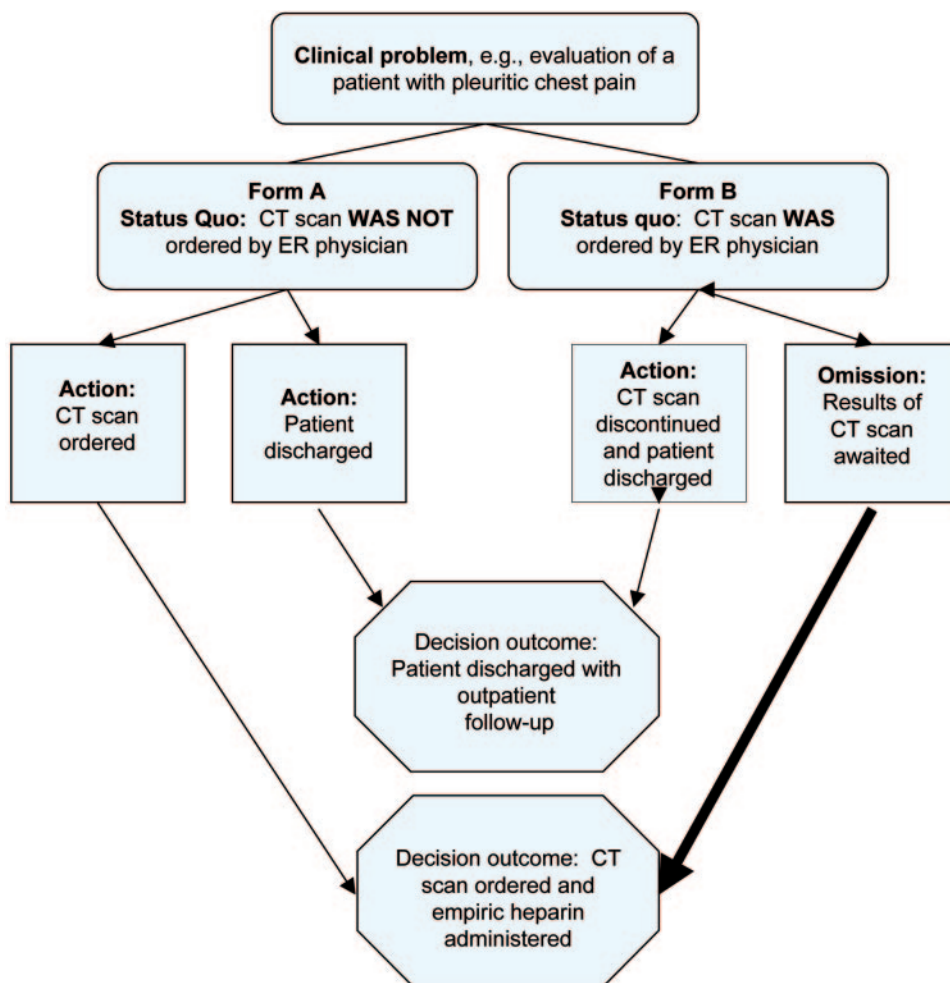 Clinical problem, e.g., evaluation of a
patient with pleuritic chest pain
Form A
Status Quo: CT scan WAS NOT
ordered by ER physician
Form B
Status quo: CT scan WAS
ordered by ER physician
Action:
CT scan
ordered
Action:
Patient
discharged
Action:
CT scan
discontinued
and patient
discharged
Omission:
Results of
CT scan
awaited
Decision outcome:
Patient discharged with
outpatient
follow-up
Decision outcome: CT
scan ordered and
empiric heparin
administered